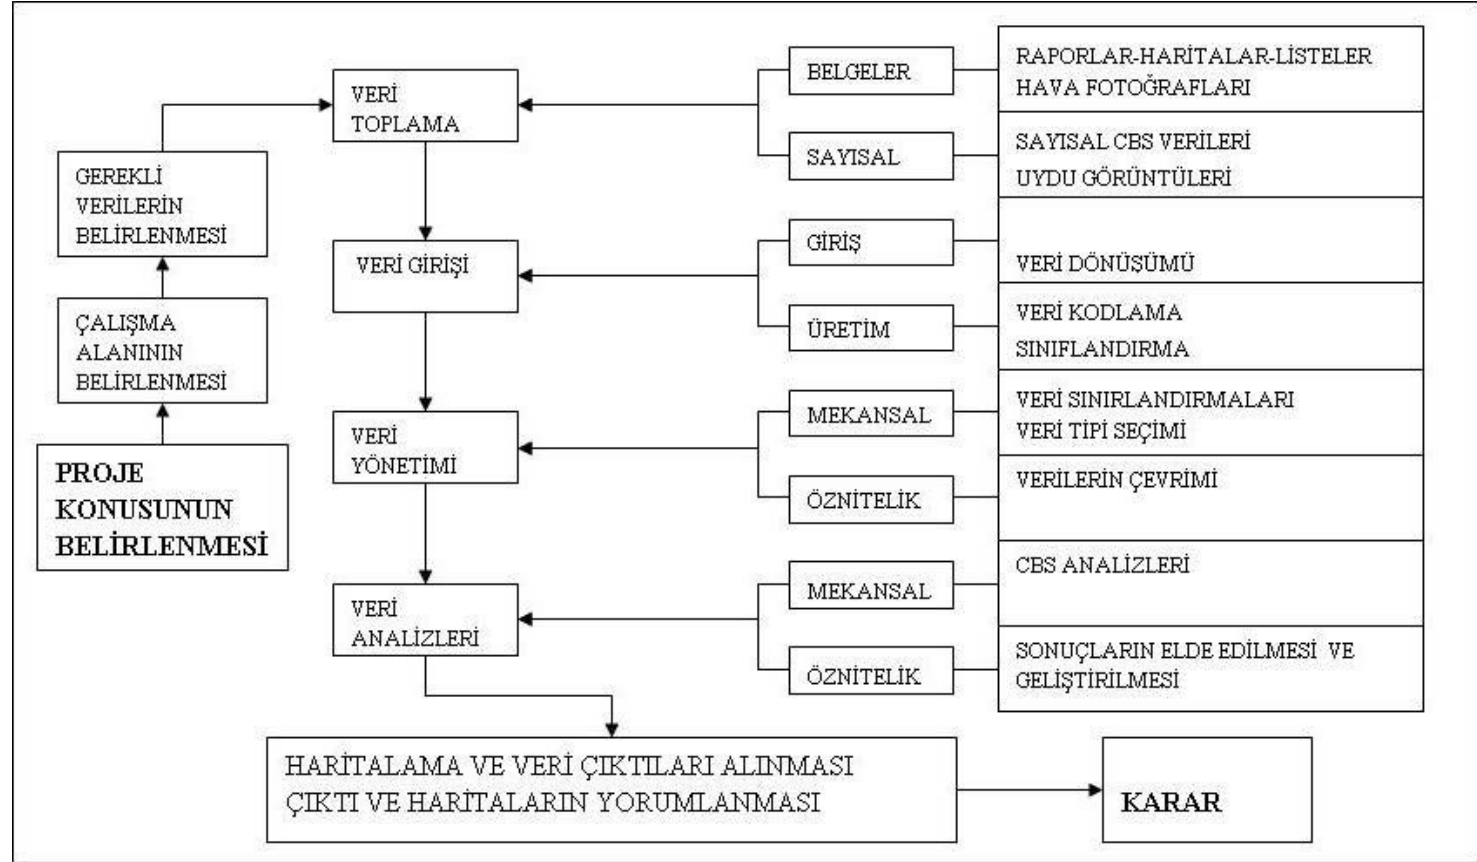 PROJE
KONUSUNUN
BELİRLENMESİ
ÇALIŞMA
ALANININ
BELİRLENMESİ
GEREKLİ
VERİLERİN
BELİRLENMESİ
VERİ
TOPLAMA
BELGELER
RAPORLAR-HARİTALAR-LİSTELER
HAVA FOTOĞRAFLARI
SAYISAL
SAYISAL CBS VERİLERİ
UYDU GÖRÜNTÜLERİ
VERİ GİRİŞİ
GİRİŞ
VERİ DÖNÜŞÜMÜ
ÜRETİM
VERİ KODLAMA
SINIFLANDIRMA
VERİ
YÖNETİMİ
MEKANSAL
VERİ SINIRLANDIRMALARI
VERİ TİPİ SEÇİMİ
ÖZNİTELİK
VERİLERİN ÇEVRİMİ
VERİ
ANALİZLERİ
MEKANSAL
CBS ANALİZLERİ
ÖZNİTELİK
SONUÇLARIN ELDE EDİLMESİ VE
GELİŞTİRİLMESİ
HARİTALAMA VE VERİ ÇIKTILARI ALINMASI
ÇIKTI VE HARİTALARIN YORUMLANMASI
KARAR